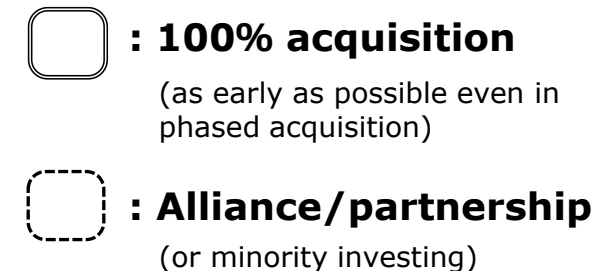 : 100% acquisition
(as early as possible even in
phased acquisition)
: Alliance/partnership
(or minority investing)